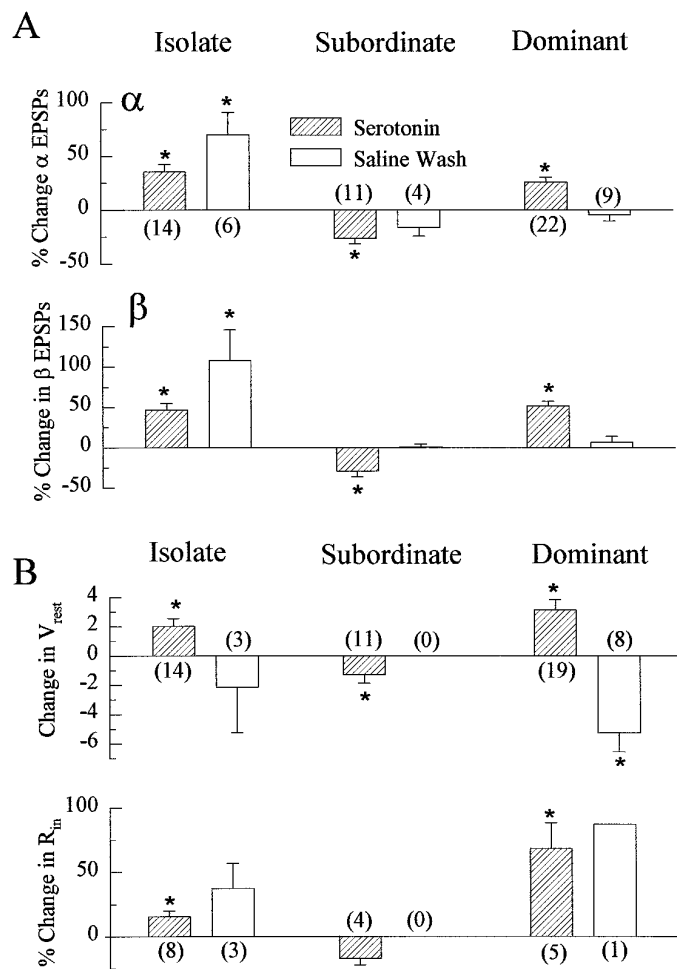 A
Isolate Subordinate Dominant
α
% Change α EPSPs
100
50
0
-50
* * * *
Serotonin
Saline Wash
(14) (6) (11) (4) (22) (9)
β
% Change in β EPSPs
150
100
50
0
-50
* * * *
B
Isolate Subordinate Dominant
Change in Vrest
4
2
0
-2
-4
-6
* * * *
(14) (3) (11) (0) (19) (8)
% Change in Rin
100
50
0
* *
(8) (3) (4) (0) (5) (1)